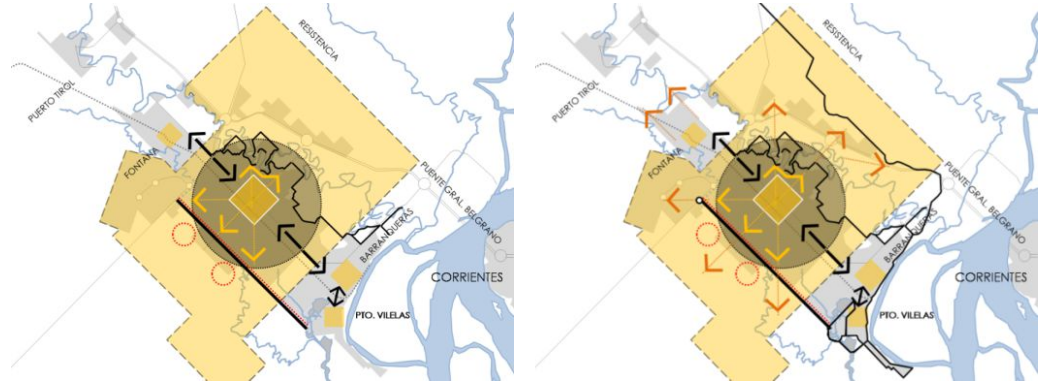 RESISTENCIA
PUERTO TIROL
FONTANA
PUENTE GRAL BELGRANO
BARRANQUERAS
CORRIENTES
PTO. VILELAS
RESISTENCIA
PUERTO TIROL
FONTANA
PUENTE GRAL BELGRANO
BARRANQUERAS
CORRIENTES
PTO. VILELAS